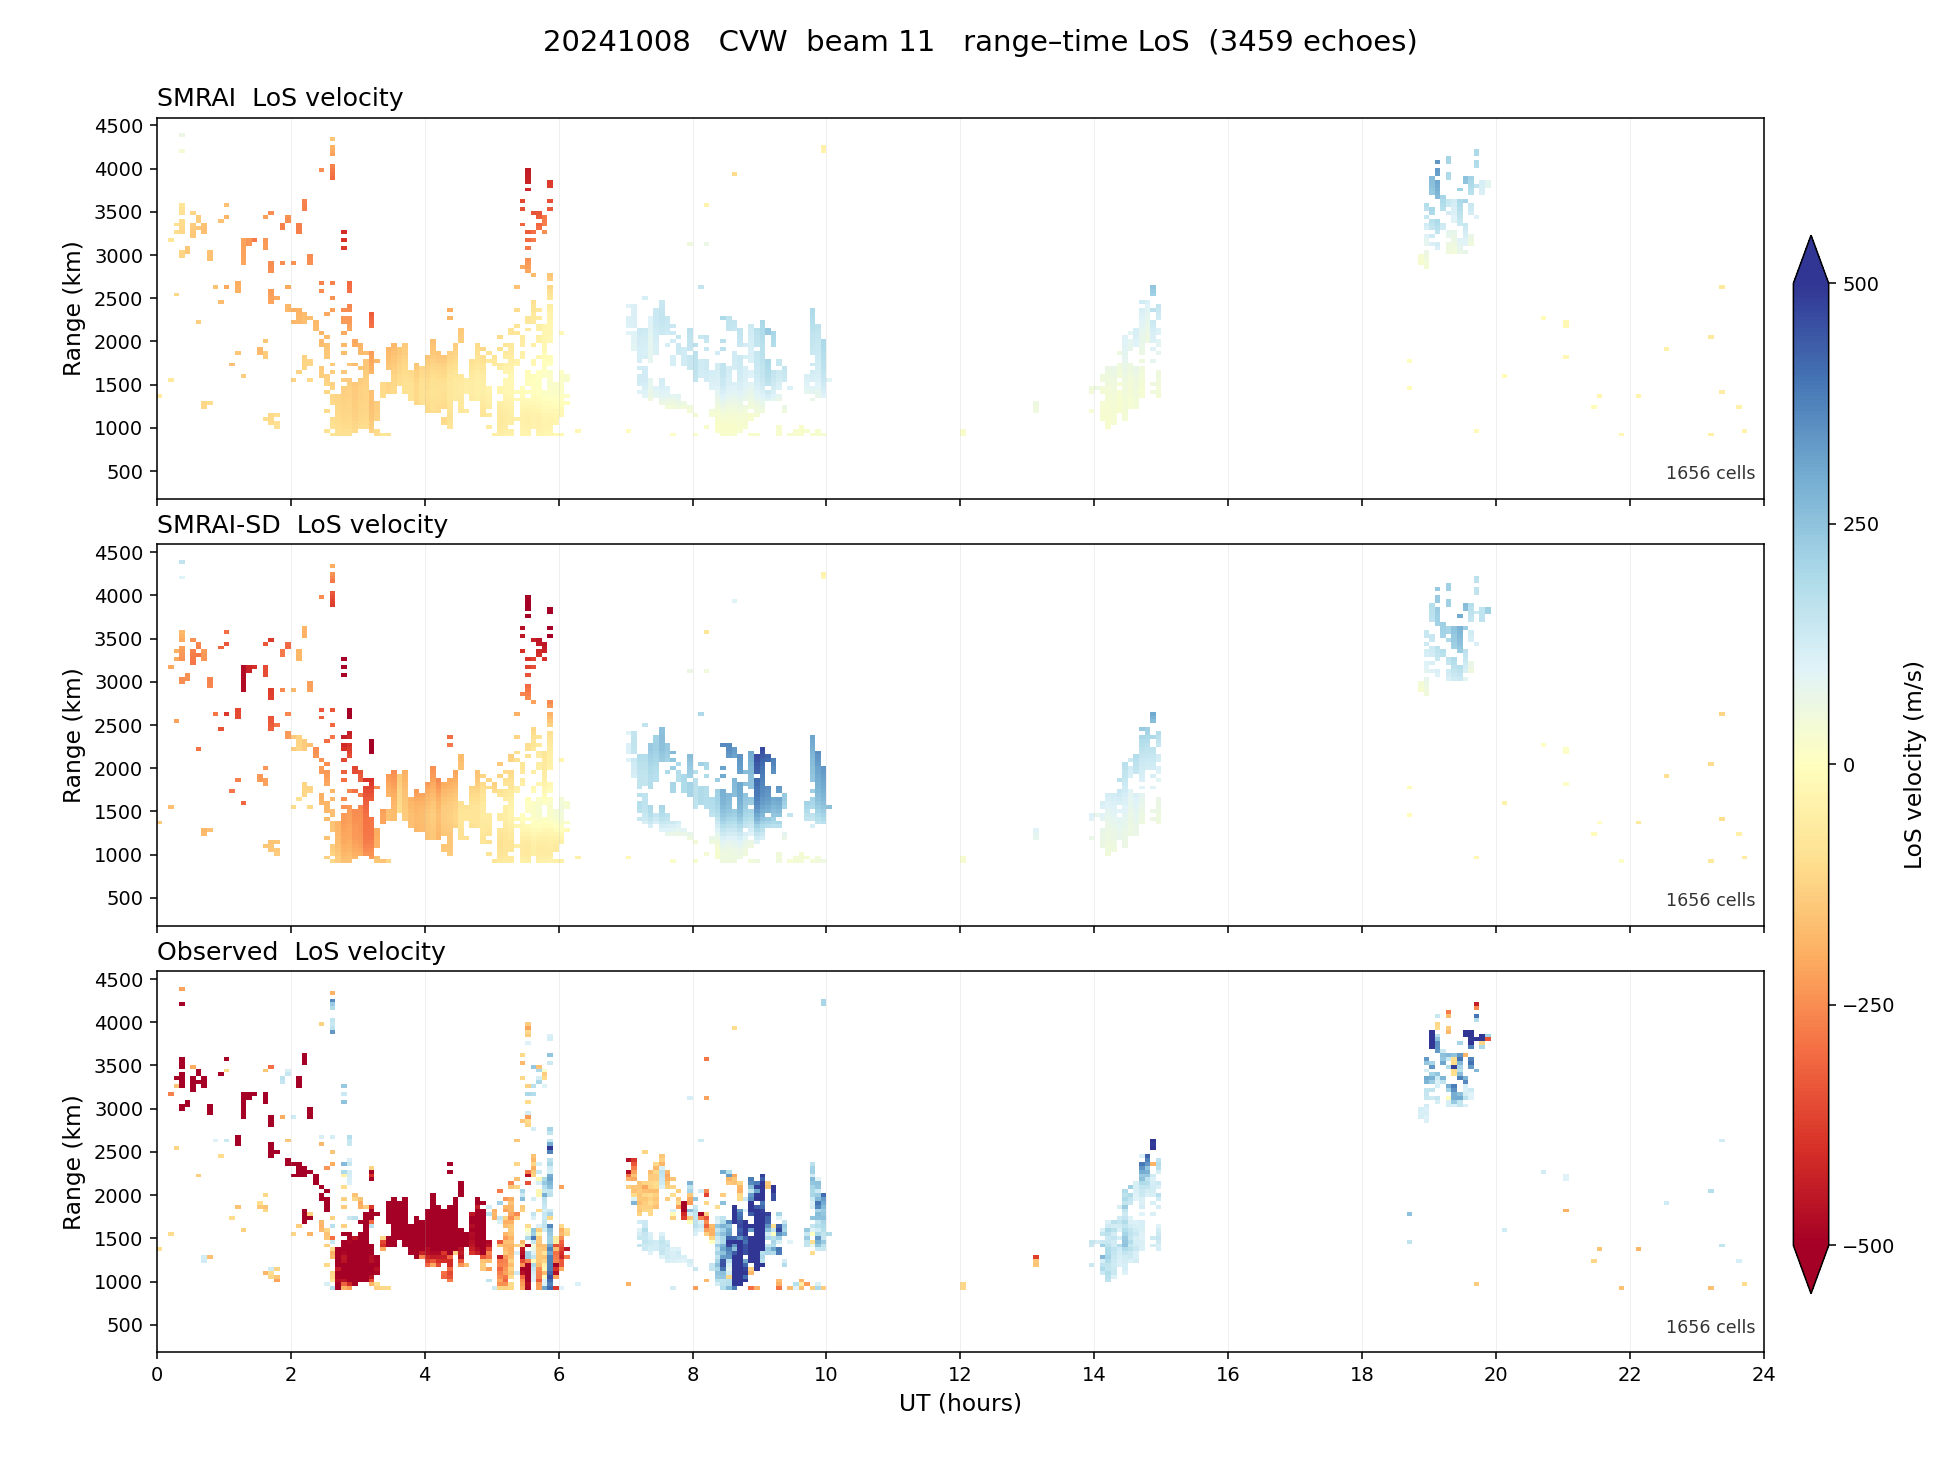 20241008   CVW  beam 11   range–time LoS  (3459 echoes)
SMRAI  LoS velocity
4500
4000
3500
3000
2500
2000
1500
1000
500
Range (km)
1656 cells
SMRAI-SD  LoS velocity
4500
4000
3500
3000
2500
2000
1500
1000
500
Range (km)
1656 cells
Observed  LoS velocity
4500
4000
3500
3000
2500
2000
1500
1000
500
Range (km)
1656 cells
0 2 4 6 8 10 12 14 16 18 20 22 24
UT (hours)
500
250
0
−250
−500
LoS velocity (m/s)